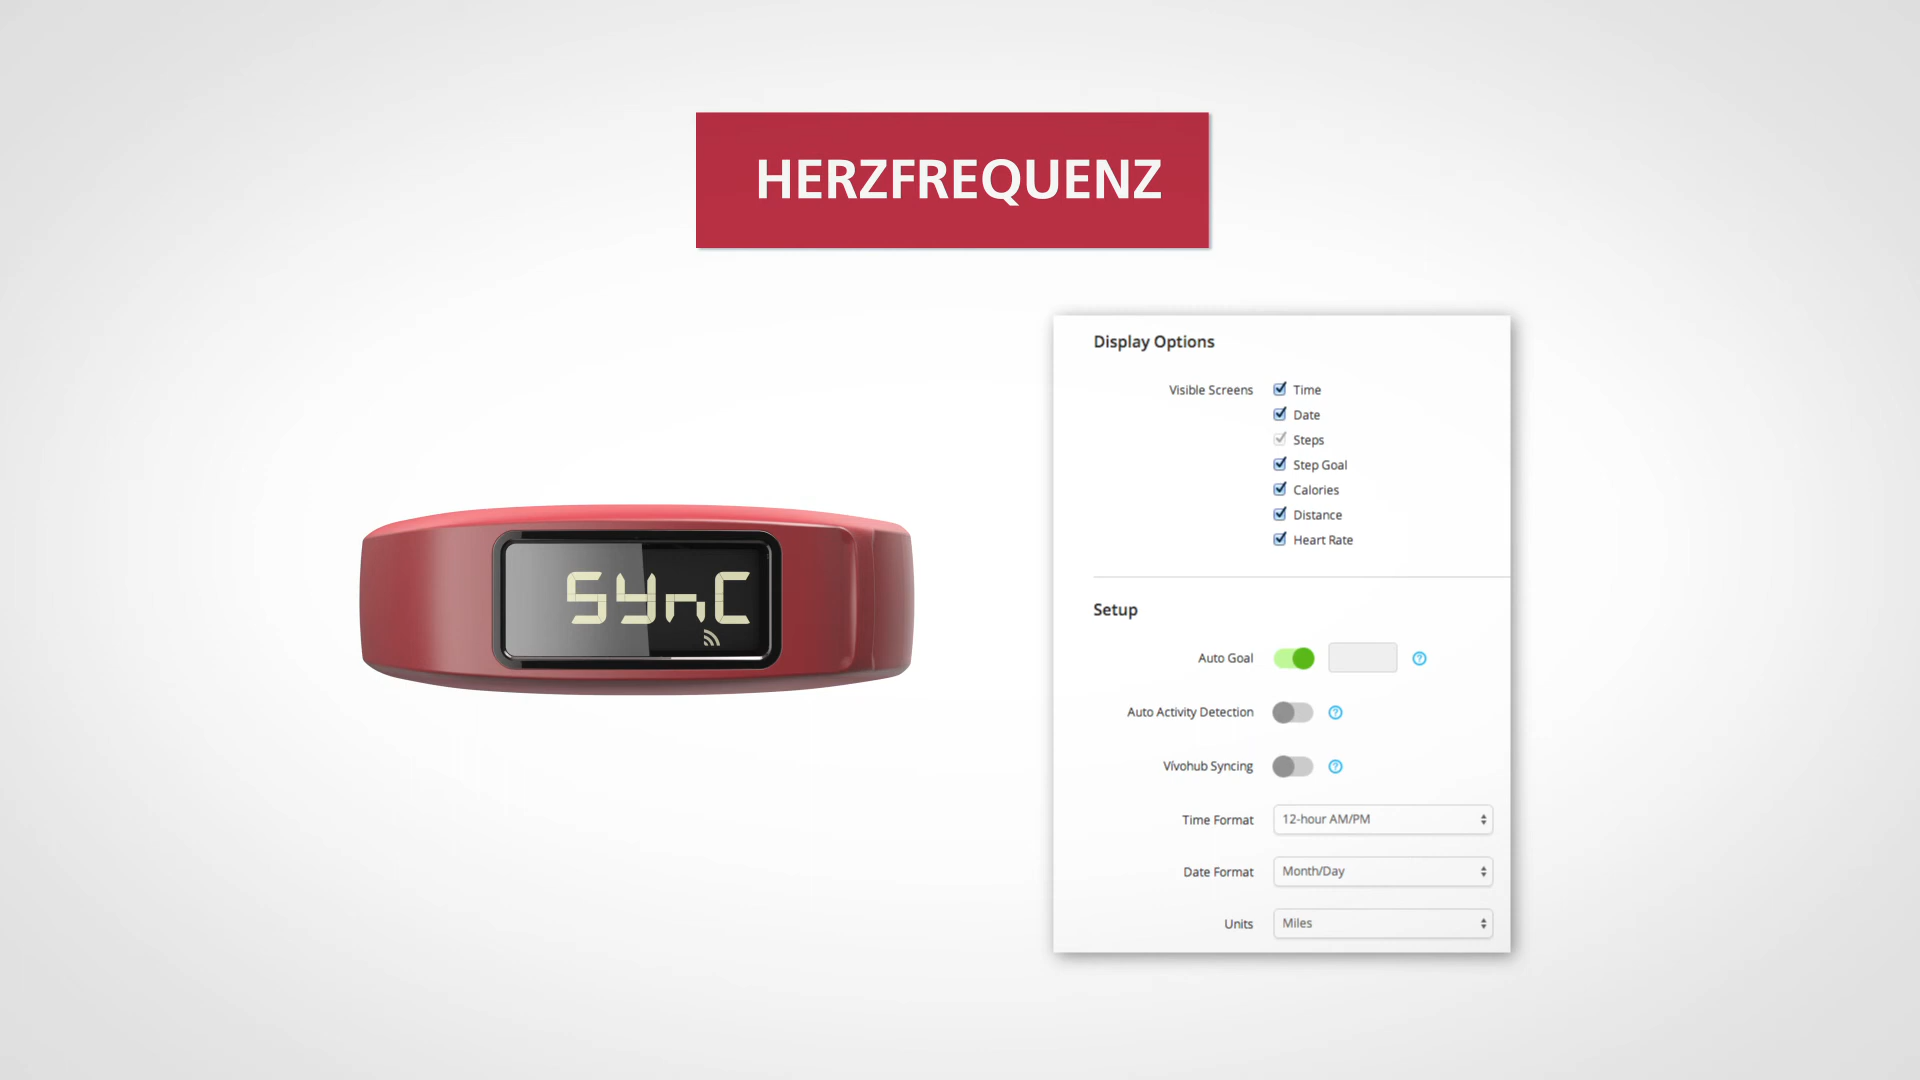 HERZFREQUENZ
SYnC
Display Options
Visible Screens
Time
Date
Steps
Step Goal
Calories
Distance
Heart Rate
Setup
Auto Goal
?
Auto Activity Detection
?
Vívohub Syncing
?
Time Format
12-hour AM/PM
Date Format
Month/Day
Units
Miles